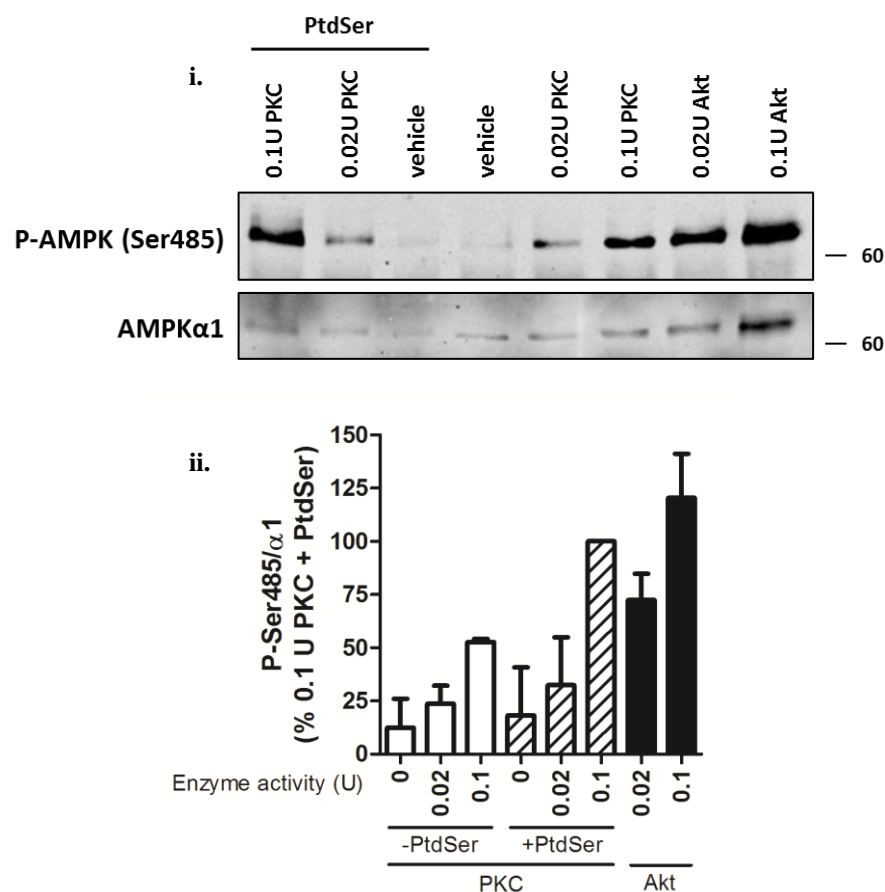 PtdSer
i.
0.1U PKC
0.02U PKC
vehicle
vehicle
0.02U PKC
0.1U PKC
0.02U Akt
0.1U Akt
P-AMPK (Ser485)
60
AMPKα1
60
ii.
P-Ser485/α1
(% 0.1 U PKC + PtdSer)
150
125
100
75
50
25
0
Enzyme activity (U)
0
0.02
0.1
0
0.02
0.1
0.02
0.1
-PtdSer
+PtdSer
PKC
Akt